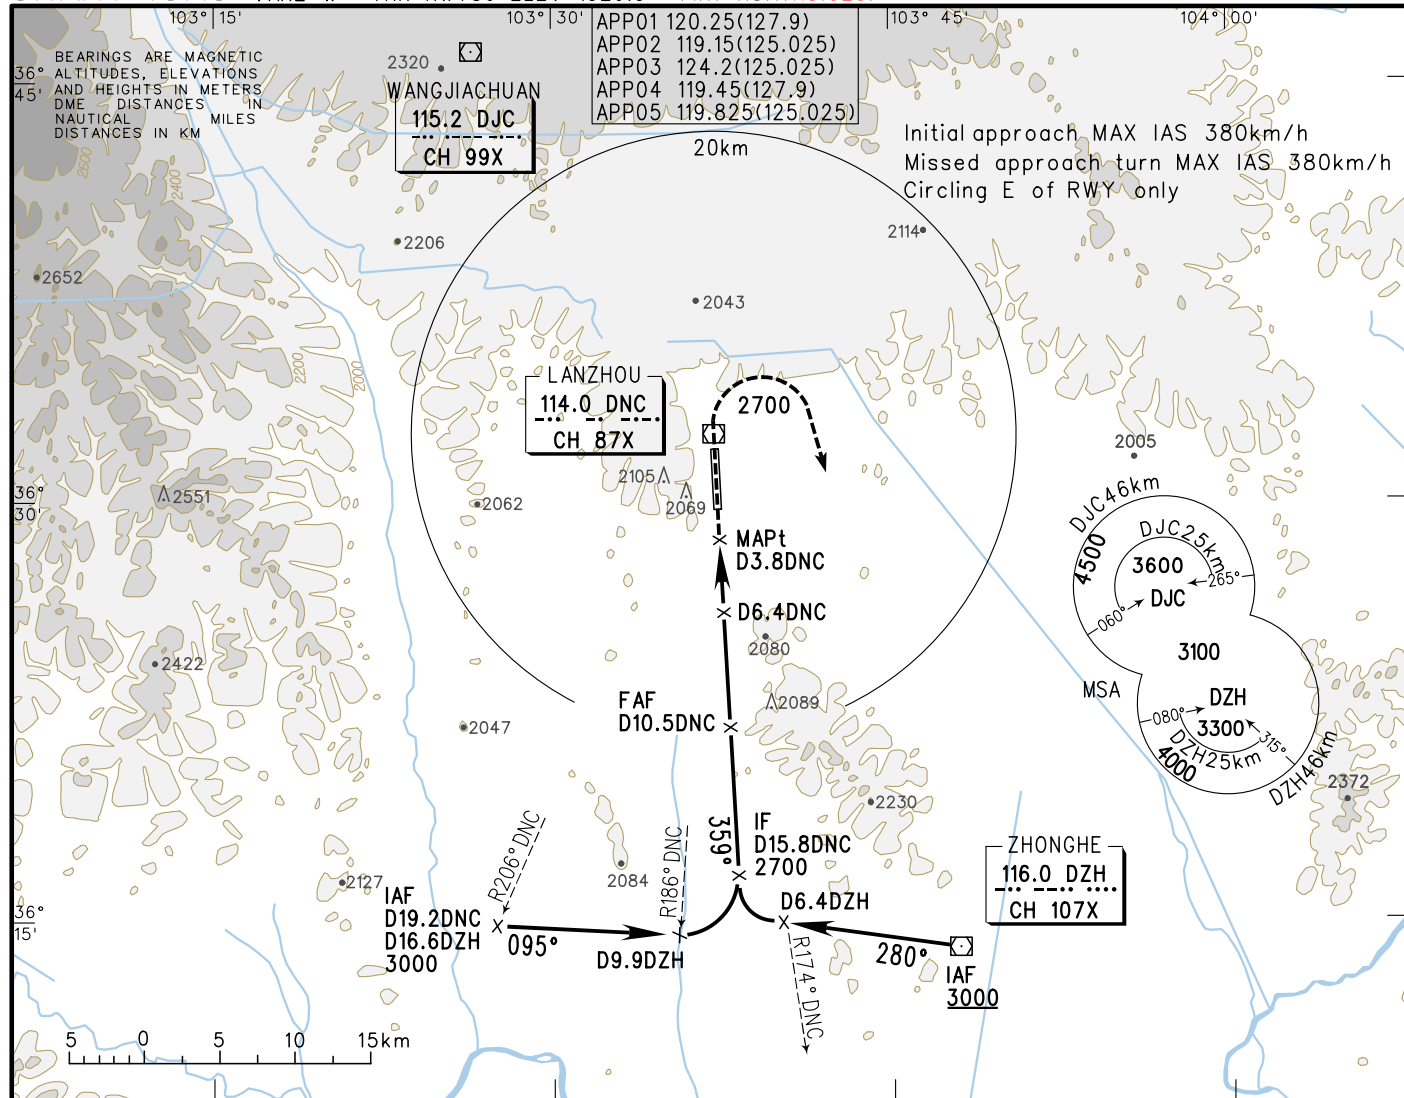 103°15'
103°30'
103°45'
104°00'
BEARINGS ARE MAGNETIC
ALTITUDES, ELEVATIONS
AND HEIGHTS IN METERS
DME DISTANCES IN
NAUTICAL MILES
DISTANCES IN KM
36°
45'
2320
WANGJIACHUAN
115.2 DJC
CH 99X
APP01 120.25(127.9)
APP02 119.15(125.025)
APP03 124.2(125.025)
APP04 119.45(127.9)
APP05 119.825(125.025)
20km
Initial approach MAX IAS 380km/h
Missed approach turn MAX IAS 380km/h
Circling E of RWY only
2600
2400
2206
2114
2652
2043
2200
2000
LANZHOU
114.0 DNC
CH 87X
2700
2005
2105
2069
2551
2062
36°
30'
MAPt
D3.8DNC
D6.4DNC
2080
DJC46km
DJC25km
4500
3600
265°
DJC
060°
3100
MSA
DZH
080°
3300
315°
DZH25km
4000
DZH46km
2422
FAF
D10.5DNC
2089
2047
2230
2372
359°
IF
D15.8DNC
2700
R206°DNC
R186°DNC
2084
2127
ZHONGHE
116.0 DZH
CH 107X
36°
15'
IAF
D19.2DNC
D16.6DZH
3000
095°
D9.9DZH
D6.4DZH
R174°DNC
280°
IAF
3000
5 0 5 10 15km